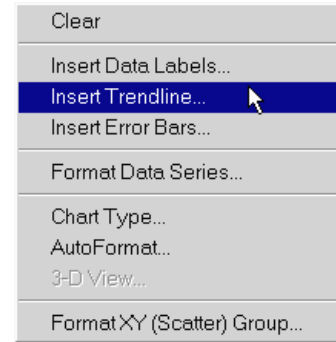 Clear
Insert Data Labels...
Insert Trendline...
Insert Error Bars...
Format Data Series...
Chart Type...
AutoFormat...
3-D View...
Format XY (Scatter) Group...